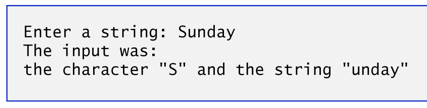 Enter a string: Sunday
The input was:
the character "S" and the string "unday"